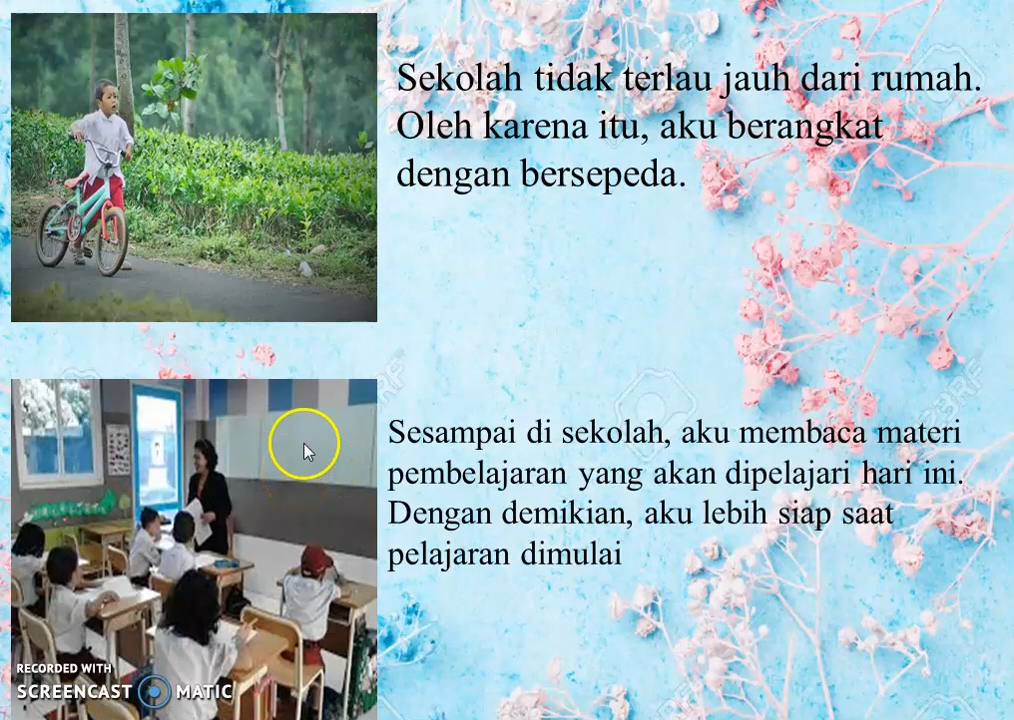 Sekolah tidak terlau jauh dari rumah.
Oleh karena itu, aku berangkat
dengan bersepeda.
Sesampai di sekolah, aku membaca materi
pembelajaran yang akan dipelajari hari ini.
Dengan demikian, aku lebih siap saat
pelajaran dimulai
RECORDED WITH
SCREENCAST MATIC